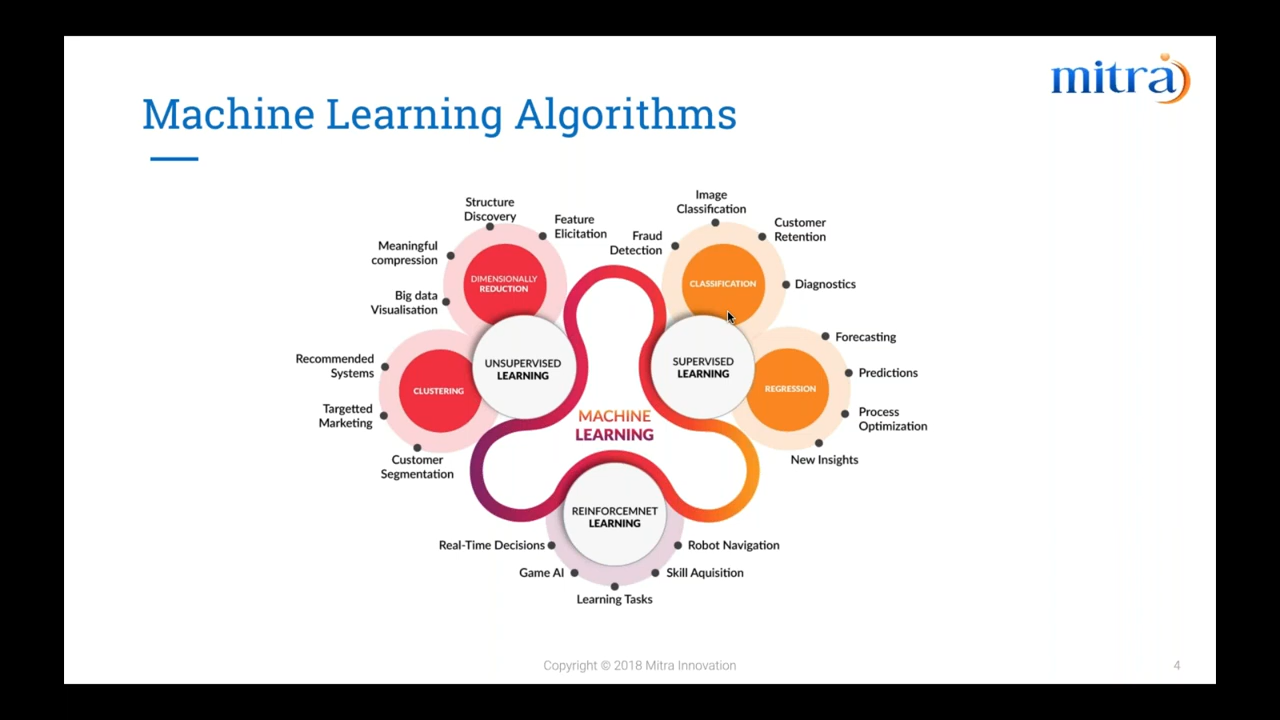 mitra
Machine Learning Algorithms
Structure
Discovery
Feature
Elicitation
Meaningful
compression
Big data
Visualisation
DIMENSIONALLY
REDUCTION
Recommended
Systems
Targetted
Marketing
Customer
Segmentation
CLUSTERING
UNSUPERVISED
LEARNING
Image
Classification
Fraud
Detection
Customer
Retention
Diagnostics
CLASSIFICATION
SUPERVISED
LEARNING
REGRESSION
Forecasting
Predictions
Process
Optimization
New Insights
MACHINE
LEARNING
REINFORCEMNET
LEARNING
Real-Time Decisions
Robot Navigation
Game AI
Skill Aquisition
Learning Tasks
Copyright © 2018 Mitra Innovation
4